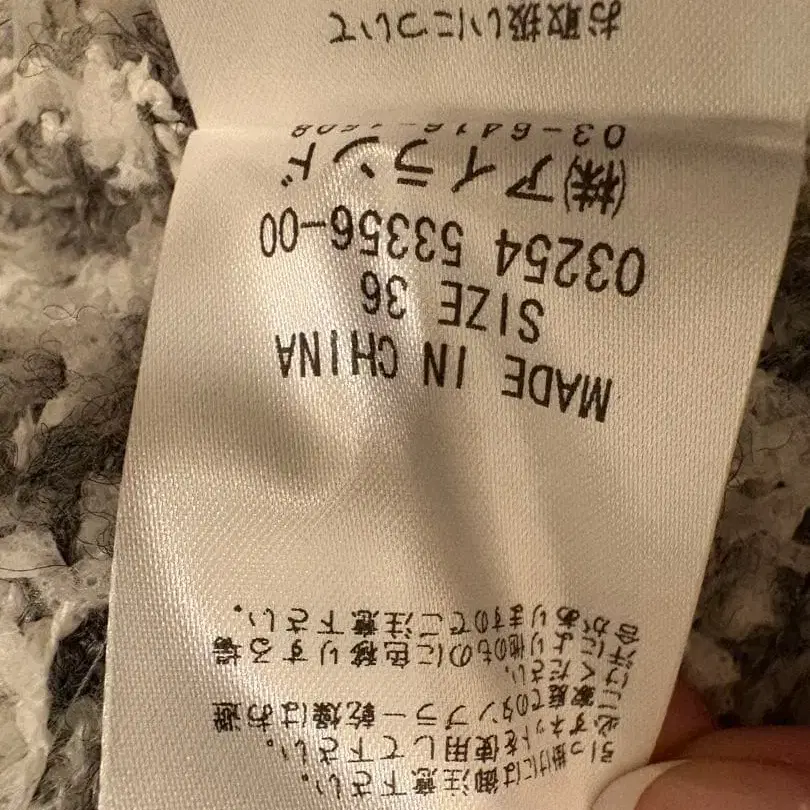 引っ掛けには御注意下さい。
必ずネットを使用して下さい。
ご家庭でのタンブラー乾燥はお避
けください。
汗により他のものに色移りする場
合がありますのでご注意下さい。
MADE IN CHINA
SIZE 36
03254 53356-00
(株)アイランド
お取扱いについて